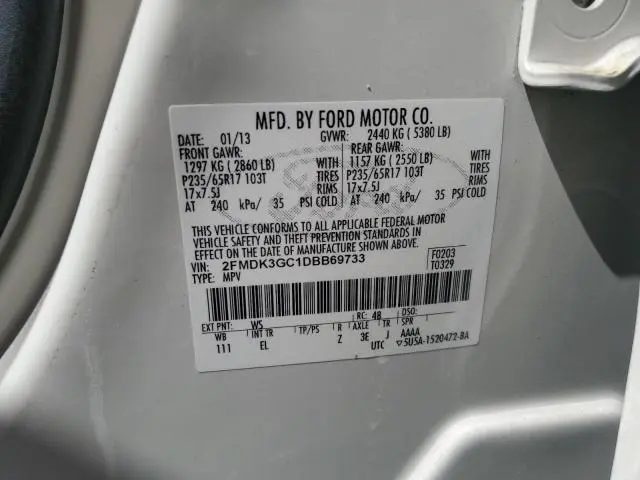 MFD. BY FORD MOTOR CO.
DATE: 01/13 GVWR: 2440 KG ( 5380 LB)
FRONT GAWR: REAR GAWR:
1297 KG ( 2860 LB) WITH 1157 KG ( 2550 LB) WITH
P235/65R17 103T TIRES P235/65R17 103T TIRES
17x7.5J RIMS 17x7.5J RIMS
AT 240 kPa/ 35 PSI COLD AT 240 kPa/ 35 PSI COLD
THIS VEHICLE CONFORMS TO ALL APPLICABLE FEDERAL MOTOR
VEHICLE SAFETY AND THEFT PREVENTION STANDARDS IN
EFFECT ON THE DATE OF MANUFACTURE SHOWN ABOVE.
VIN: 2FMDK3GC1DBB69733 F0203
TYPE: MPV T0329
EXT PNT: WS RC: 48 DSO:
WB INT TR TP/PS R AXLE TR SPR
111 EL Z 3E J AAAA
UTC ▽5U5A-1520472-BA